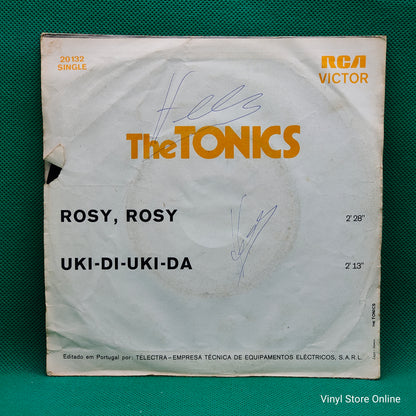 20132
SINGLE
RCA
VICTOR
The TONICS
ROSY, ROSY 2'28"
UKI-DI-UKI-DA 2'13"
THE TONICS
Editado em Portugal por: TELECTRA-EMPRESA TÉCNICA DE EQUIPAMENTOS ELÉCTRICOS, S.A.R.L.
Vinyl Store Online